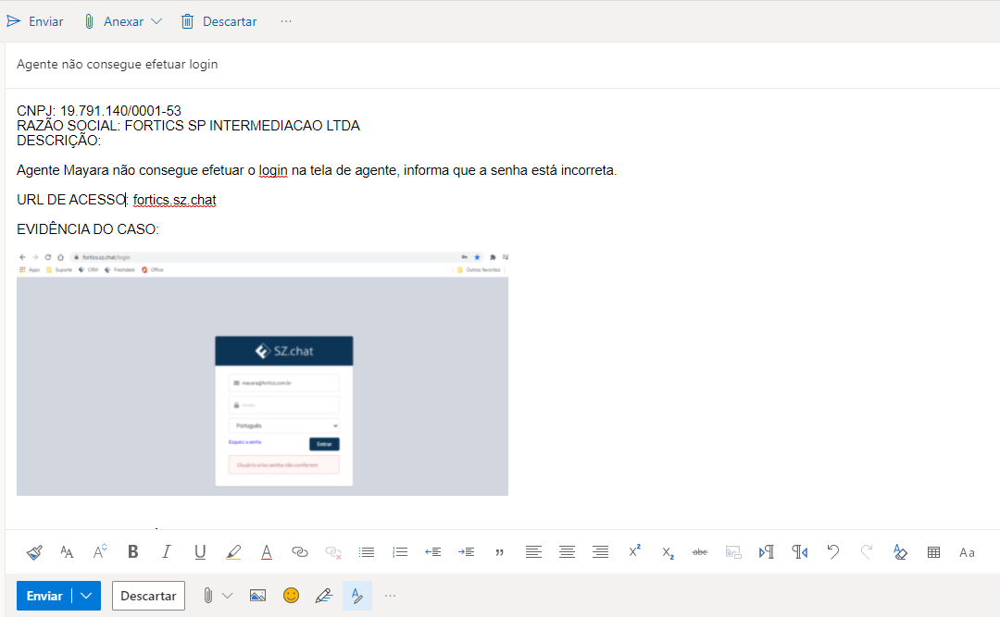 Enviar Anexar Descartar ...
Agente não consegue efetuar login
CNPJ: 19.791.140/0001-53
RAZÃO SOCIAL: FORTICS SP INTERMEDIACAO LTDA
DESCRIÇÃO:
Agente Mayara não consegue efetuar o login na tela de agente, informa que a senha está incorreta.
URL DE ACESSO: fortics.sz.chat
EVIDÊNCIA DO CASO:
fortics.sz.chat/login
Apps Suporte CRM Freshdesk Office Outros favoritos
SZ.chat
mayara@fortics.com.br
Senha
Português
Esqueci a senha Entrar
Usuário e/ou senha não conferem
B I U A abc Aa
Enviar Descartar ...